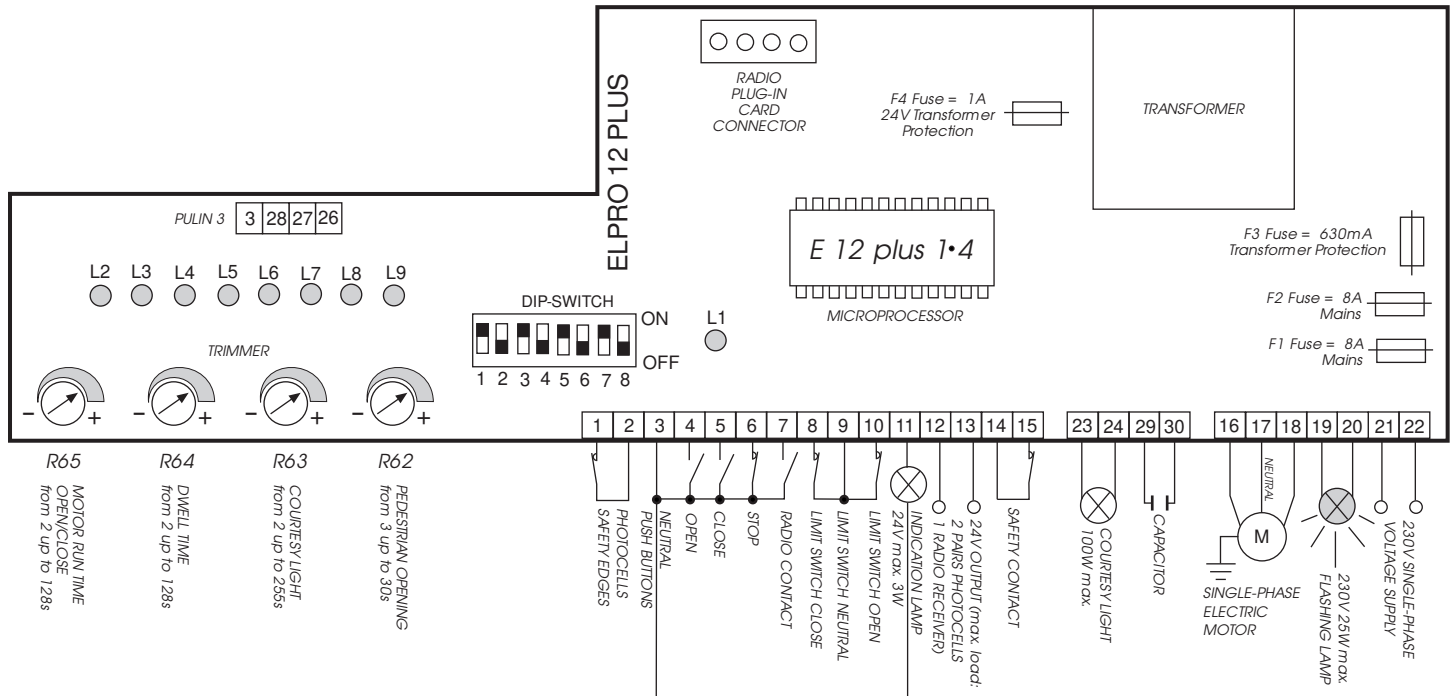 ELPRO 12 PLUS
RADIO
PLUG-IN
CARD
CONNECTOR
F4 Fuse = 1A
24V Transformer
Protection
TRANSFORMER
PULIN 3
3 28 27 26
L2 L3 L4 L5 L6 L7 L8 L9
E 12 plus 1•4
MICROPROCESSOR
F3 Fuse = 630mA
Transformer Protection
F2 Fuse = 8A
Mains
F1 Fuse = 8A
Mains
DIP-SWITCH
ON
OFF
1 2 3 4 5 6 7 8
L1
TRIMMER
- + - + - + - +
R65 R64 R63 R62
MOTOR RUN TIME
OPEN/CLOSE
from 2 up to 128s
DWELL TIME
from 2 up to 128s
COURTESY LIGHT
from 2 up to 255s
PEDESTRIAN OPENING
from 3 up to 30s
1 2 3 4 5 6 7 8 9 10 11 12 13 14 15
23 24 29 30
16 17 18 19 20 21 22
PHOTOCELLS
SAFETY EDGES
NEUTRAL
PUSH BUTTONS
OPEN
CLOSE
STOP
RADIO CONTACT
LIMIT SWITCH CLOSE
LIMIT SWITCH NEUTRAL
LIMIT SWITCH OPEN
INDICATION LAMP
24V max. 3W
24V OUTPUT (max. load:
2 PAIRS PHOTOCELLS
1 RADIO RECEIVER)
SAFETY CONTACT
COURTESY LIGHT
100W max.
CAPACITOR
NEUTRAL
M
SINGLE-PHASE
ELECTRIC
MOTOR
230V 25W max.
FLASHING LAMP
230V SINGLE-PHASE
VOLTAGE SUPPLY